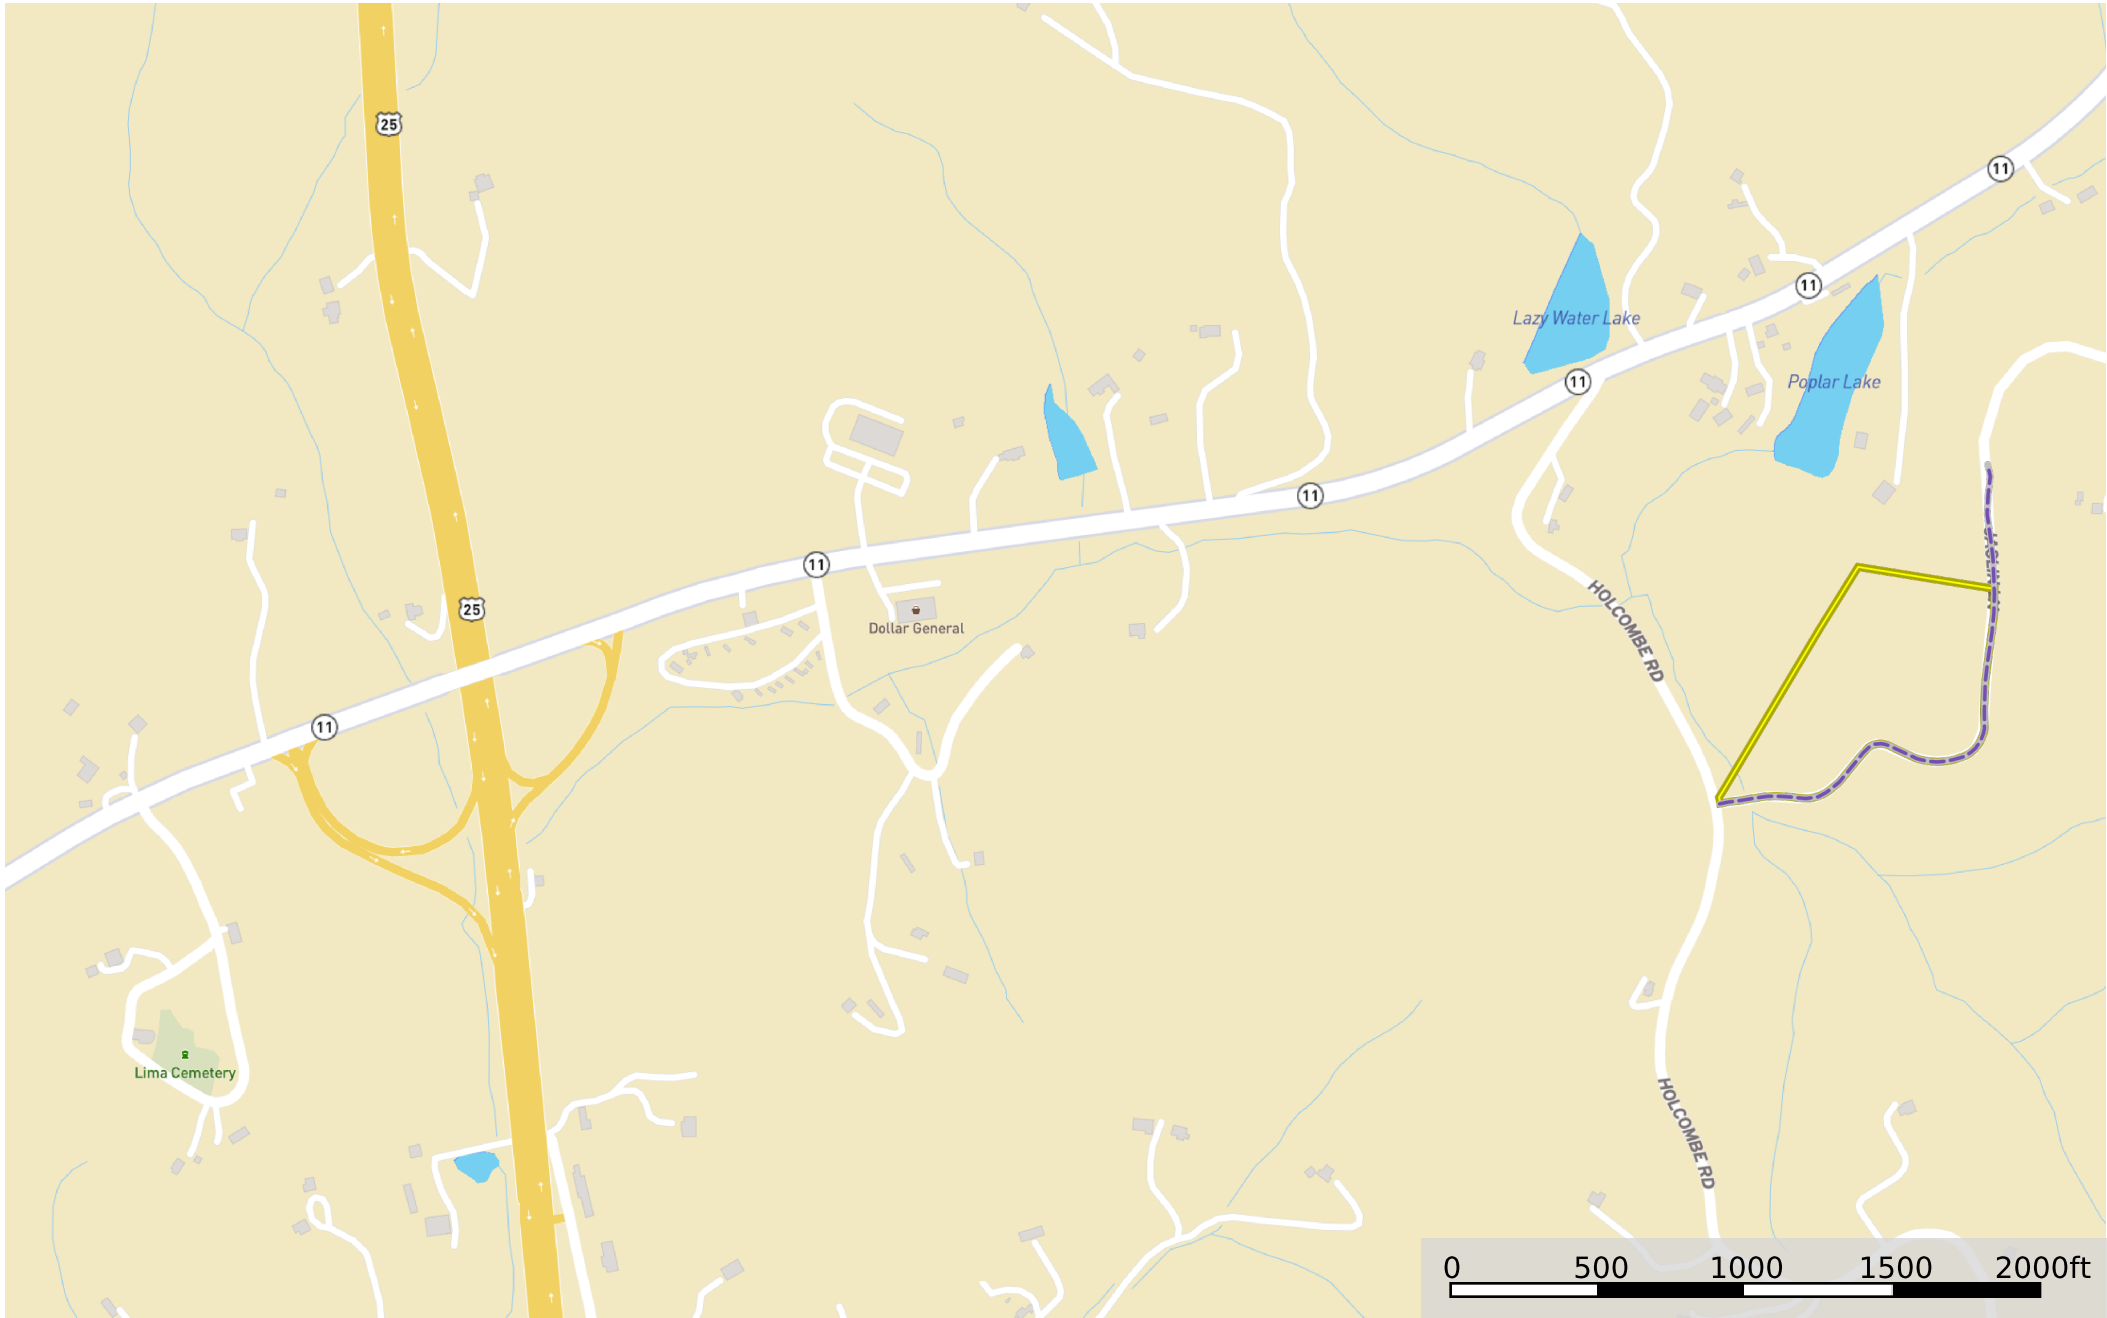 25
11
11
Lazy Water Lake
11
Poplar Lake
11
11
25
Dollar General
HOLCOMBE RD
11
Lima Cemetery
HOLCOMBE RD
0 500 1000 1500 2000ft